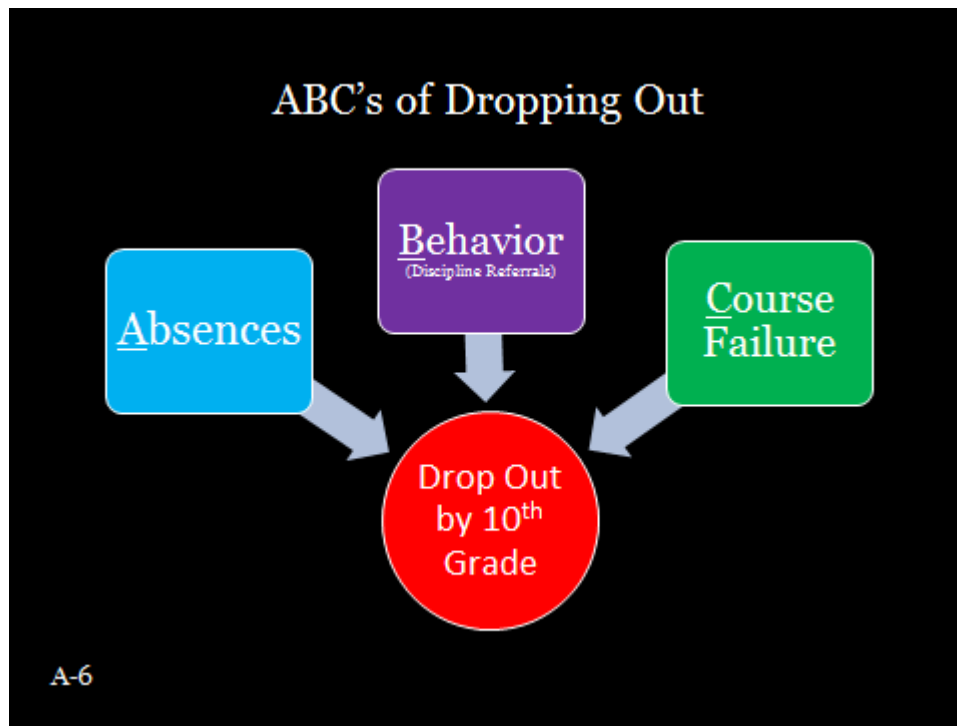 ABC's of Dropping Out
Absences
Behavior
(Discipline Referrals)
Course
Failure
Drop Out
by 10th
Grade
A-6